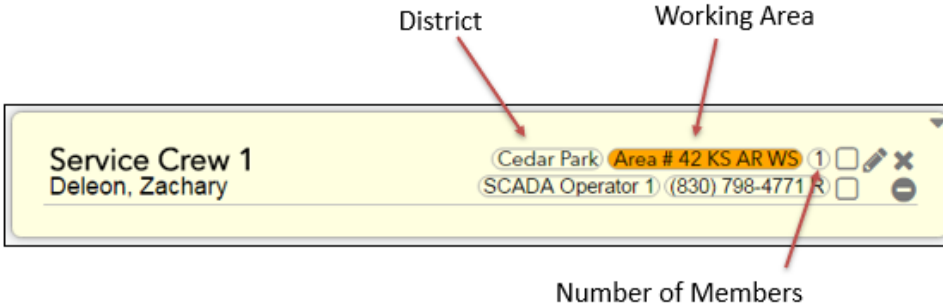 District
Working Area
Service Crew 1
Cedar Park Area # 42 KS AR WS 1
Deleon, Zachary
SCADA Operator 1 (830) 798-4771 R
Number of Members